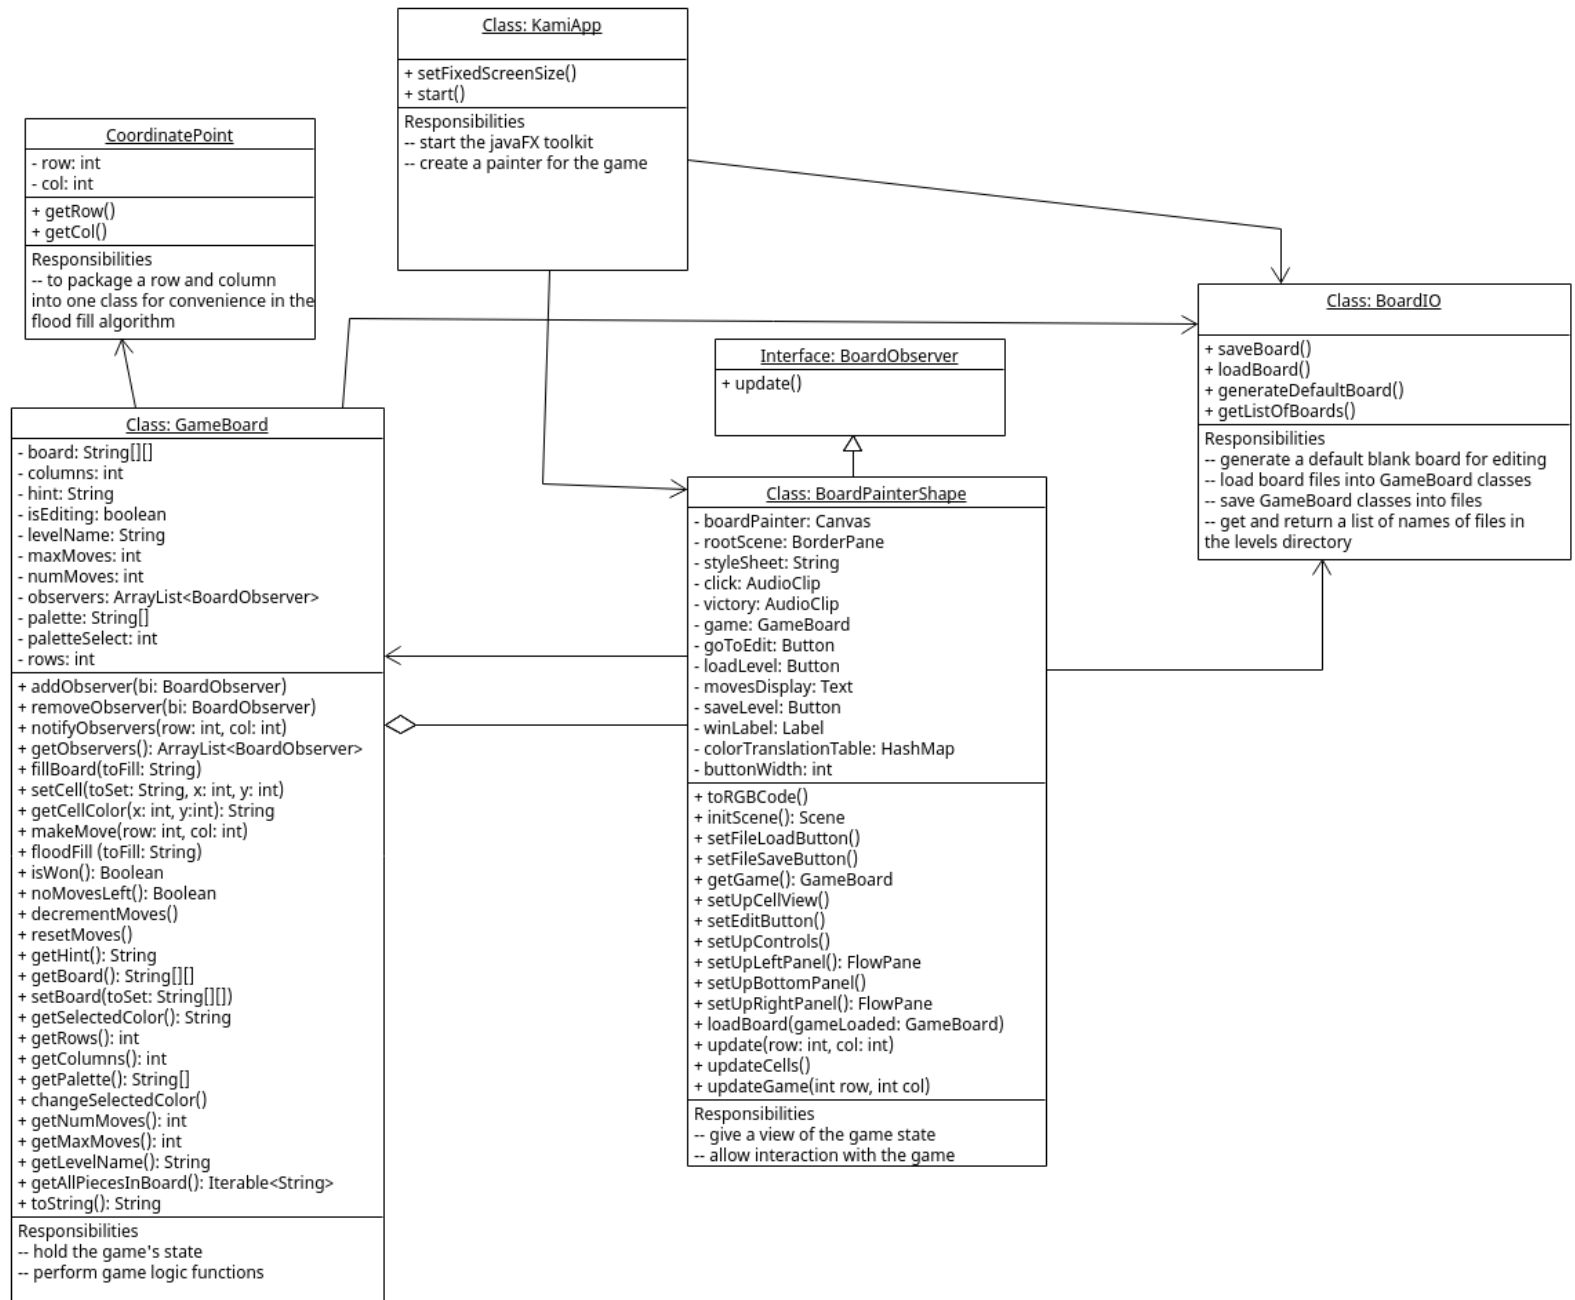 Class: KamiApp
+ setFixedScreenSize()
+ start()
Responsibilities
-- start the javaFX toolkit
-- create a painter for the game
CoordinatePoint
- row: int
- col: int
+ getRow()
+ getCol()
Responsibilities
-- to package a row and column
into one class for convenience in the
flood fill algorithm
Class: BoardIO
+ saveBoard()
+ loadBoard()
+ generateDefaultBoard()
+ getListOfBoards()
Responsibilities
-- generate a default blank board for editing
-- load board files into GameBoard classes
-- save GameBoard classes into files
-- get and return a list of names of files in
the levels directory
Interface: BoardObserver
+ update()
Class: GameBoard
- board: String[][]
- columns: int
- hint: String
- isEditing: boolean
- levelName: String
- maxMoves: int
- numMoves: int
- observers: ArrayList<BoardObserver>
- palette: String[]
- paletteSelect: int
- rows: int
+ addObserver(bi: BoardObserver)
+ removeObserver(bi: BoardObserver)
+ notifyObservers(row: int, col: int)
+ getObservers(): ArrayList<BoardObserver>
+ fillBoard(toFill: String)
+ setCell(toSet: String, x: int, y: int)
+ getCellColor(x: int, y:int): String
+ makeMove(row: int, col: int)
+ floodFill (toFill: String)
+ isWon(): Boolean
+ noMovesLeft(): Boolean
+ decrementMoves()
+ resetMoves()
+ getHint(): String
+ getBoard(): String[][]
+ setBoard(toSet: String[][])
+ getSelectedColor(): String
+ getRows(): int
+ getColumns(): int
+ getPalette(): String[]
+ changeSelectedColor()
+ getNumMoves(): int
+ getMaxMoves(): int
+ getLevelName(): String
+ getAllPiecesInBoard(): Iterable<String>
+ toString(): String
Responsibilities
-- hold the game's state
-- perform game logic functions
Class: BoardPainterShape
- boardPainter: Canvas
- rootScene: BorderPane
- styleSheet: String
- click: AudioClip
- victory: AudioClip
- game: GameBoard
- goToEdit: Button
- loadLevel: Button
- movesDisplay: Text
- saveLevel: Button
- winLabel: Label
- colorTranslationTable: HashMap
- buttonWidth: int
+ toRGBCode()
+ initScene(): Scene
+ setFileLoadButton()
+ setFileSaveButton()
+ getGame(): GameBoard
+ setUpCellView()
+ setEditButton()
+ setUpControls()
+ setUpLeftPanel(): FlowPane
+ setUpBottomPanel()
+ setUpRightPanel(): FlowPane
+ loadBoard(gameLoaded: GameBoard)
+ update(row: int, col: int)
+ updateCells()
+ updateGame(int row, int col)
Responsibilities
-- give a view of the game state
-- allow interaction with the game